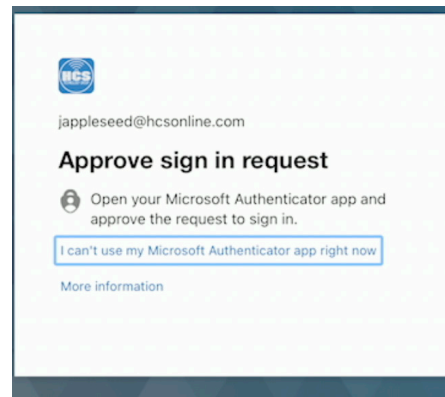 HCS
jappleseed@hcsonline.com
Approve sign in request
Open your Microsoft Authenticator app and
approve the request to sign in.
I can't use my Microsoft Authenticator app right now
More information